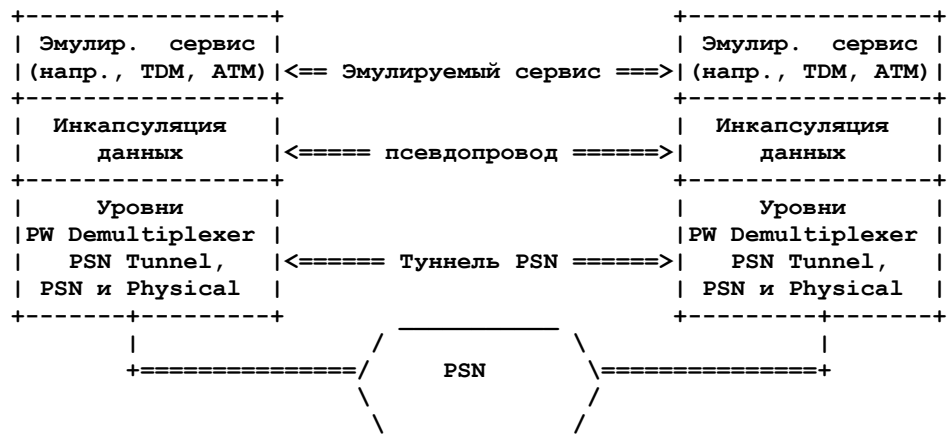 +-----------------+ +-----------------+
| Эмулир. сервис | | Эмулир. сервис |
|(напр., TDM, ATM)|<== Эмулируемый сервис ===>|(напр., TDM, ATM)|
+-----------------+ +-----------------+
| Инкапсуляция | | Инкапсуляция |
| данных |<===== псевдопровод ======>| данных |
+-----------------+ +-----------------+
| Уровни | | Уровни |
|PW Demultiplexer | |PW Demultiplexer |
| PSN Tunnel, |<====== Туннель PSN ======>| PSN Tunnel, |
| PSN и Physical | | PSN и Physical |
+-------+---------+ ___________ +---------+-------+
| / \ |
+===============/ PSN \===============+
\ /
\ /